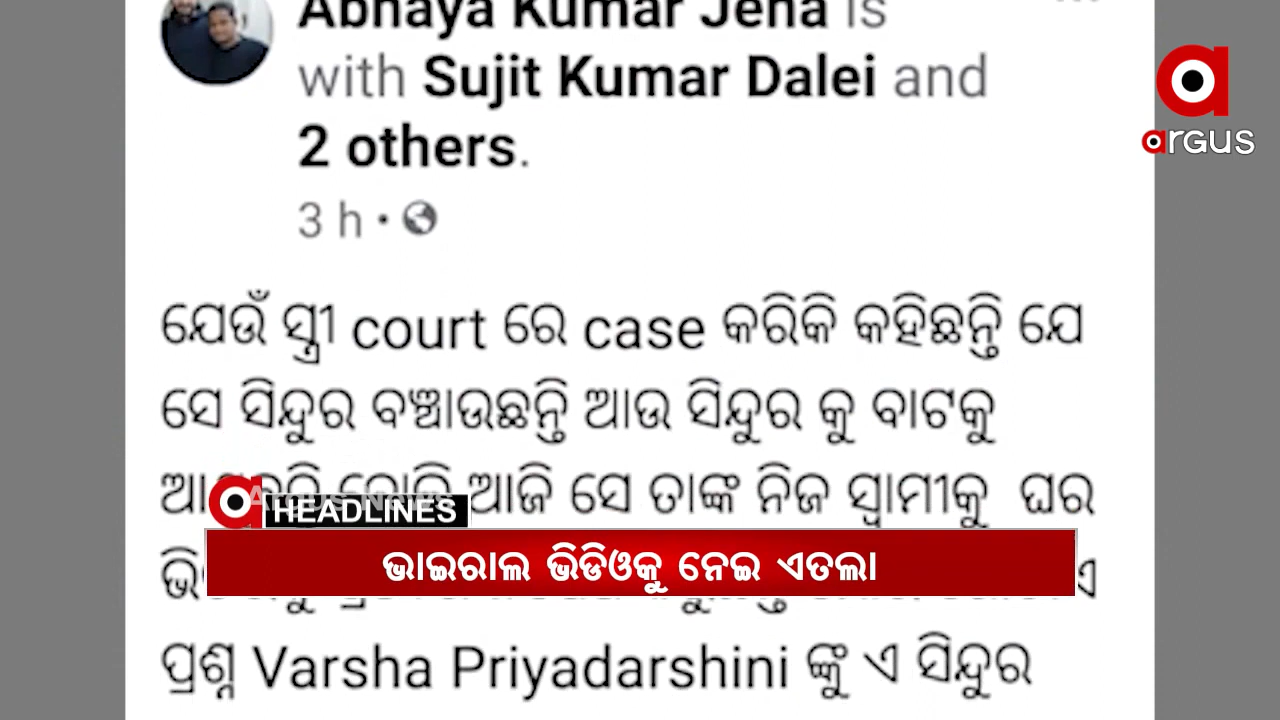 Abhaya Kumar Jena is
with Sujit Kumar Dalei and
2 others.
3 h •
ଯେଉଁ ସ୍ତ୍ରୀ court ରେ case କରିକି କହିଛନ୍ତି ଯେ
ସେ ସିନ୍ଦୁର ବଞ୍ଚାଉଛନ୍ତି ଆଉ ସିନ୍ଦୁର କୁ ବାଟକୁ
ଆଜି ସେ ତାଙ୍କ ନିଜ ସ୍ୱାମୀକୁ ଘର
ଏ
ପ୍ରଶ୍ନ Varsha Priyadarshini ଙ୍କୁ ଏ ସିନ୍ଦୁର
argus
HEADLINES
ଭାଇରାଲ ଭିଡିଓକୁ ନେଇ ଏତଲା